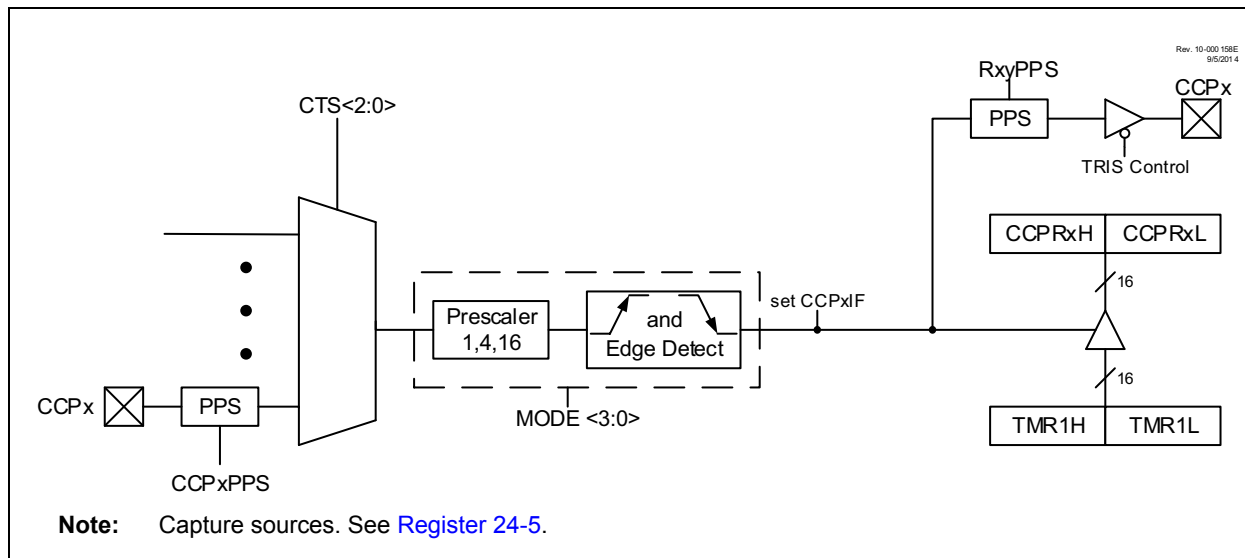 Rev. 10-000 158E
9/5/201 4
RxyPPS
CCPx
CTS<2:0>
PPS
TRIS Control
CCPRxH
CCPRxL
16
set CCPxIF
Prescaler
1,4,16
and
Edge Detect
16
CCPx
PPS
MODE <3:0>
TMR1H
TMR1L
CCPxPPS
Note: Capture sources. See Register 24-5.